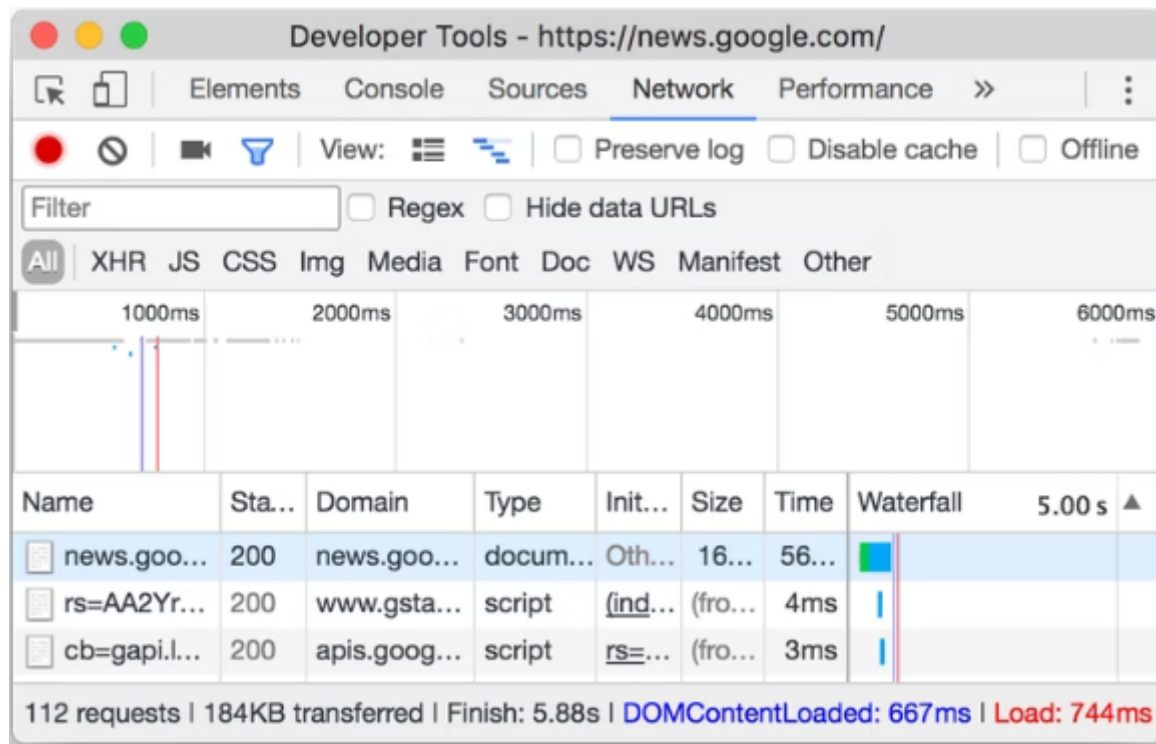 Developer Tools - https://news.google.com/
Elements Console Sources Network Performance »
View: Preserve log Disable cache Offline
Filter Regex Hide data URLs
All XHR JS CSS Img Media Font Doc WS Manifest Other
1000ms 2000ms 3000ms 4000ms 5000ms 6000ms
Name Sta... Domain Type Init... Size Time Waterfall 5.00 s ▲
news.goo... 200 news.goo... docum... Oth... 16... 56...
rs=AA2Yr... 200 www.gsta... script (ind... (fro... 4ms
cb=gapi.l... 200 apis.goog... script rs=... (fro... 3ms
112 requests | 184KB transferred | Finish: 5.88s | DOMContentLoaded: 667ms | Load: 744ms